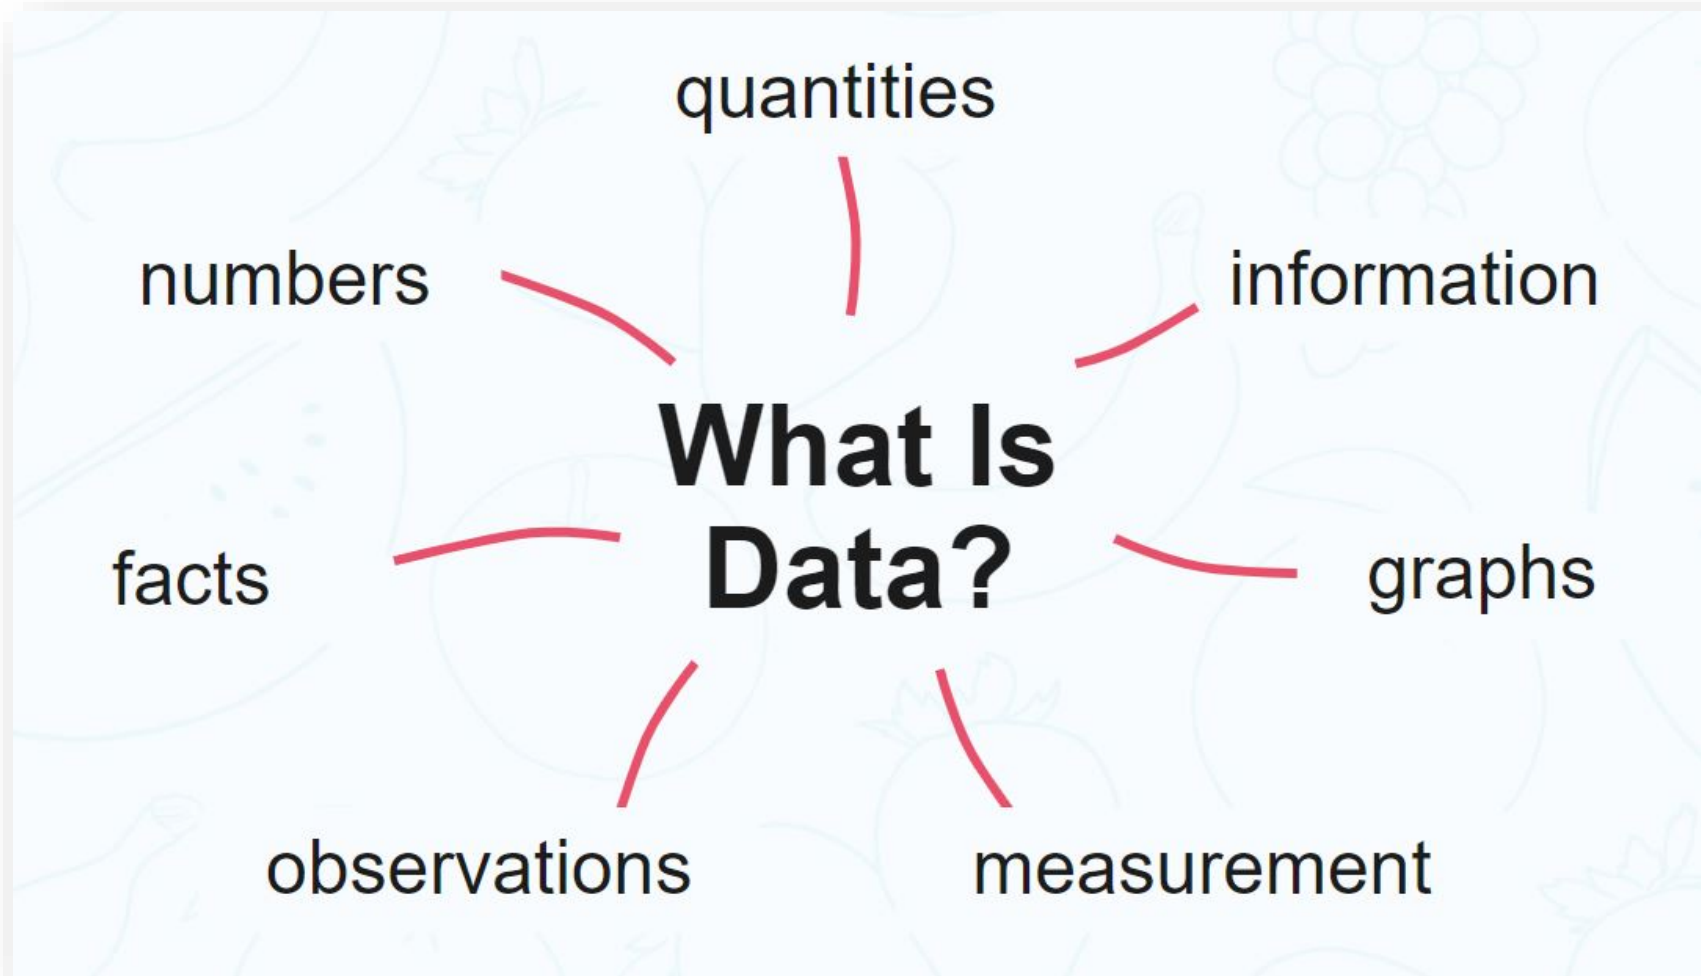 quantities
numbers
information
What Is
Data?
facts
graphs
observations
measurement